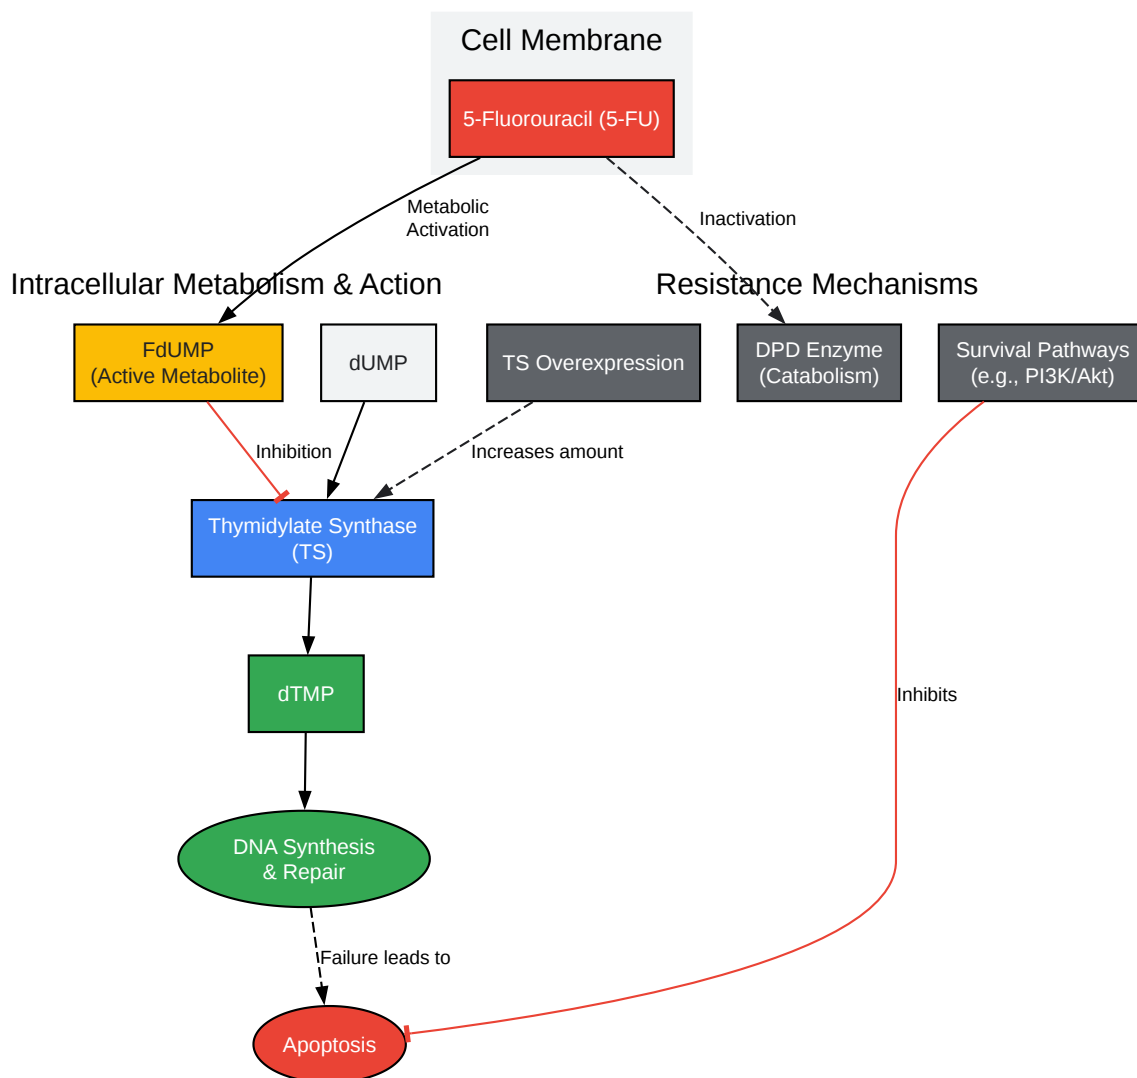 Cell Membrane
5-Fluorouracil (5-FU)
Metabolic
Activation
Inactivation
Intracellular Metabolism & Action
Resistance Mechanisms
FdUMP
(Active Metabolite)
dUMP
TS Overexpression
DPD Enzyme
(Catabolism)
Survival Pathways
(e.g., PI3K/Akt)
Inhibition
Increases amount
Thymidylate Synthase
(TS)
dTMP
Inhibits
DNA Synthesis
& Repair
Failure leads to
Apoptosis